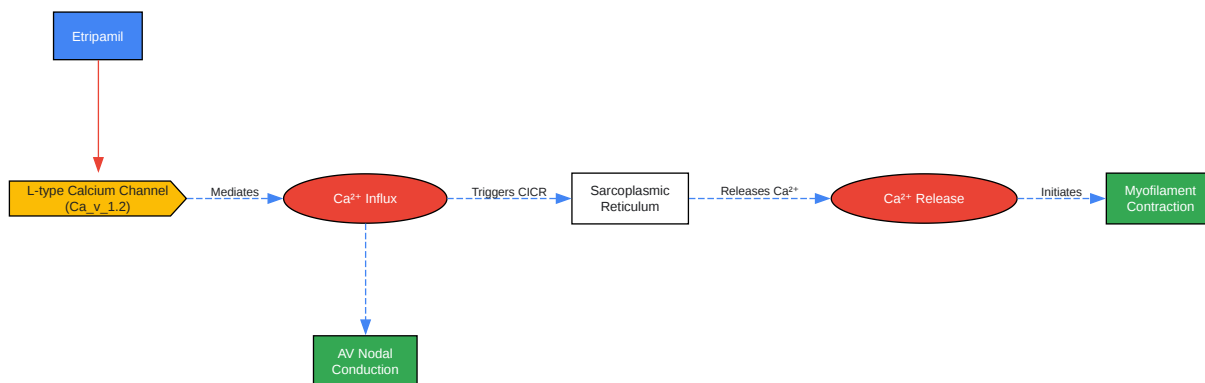 Etripamil
L-type Calcium Channel
(Ca_v_1.2)
Mediates
Ca²⁺ Influx
Triggers CICR
Sarcoplasmic
Reticulum
Releases Ca²⁺
Ca²⁺ Release
Initiates
Myofilament
Contraction
AV Nodal
Conduction